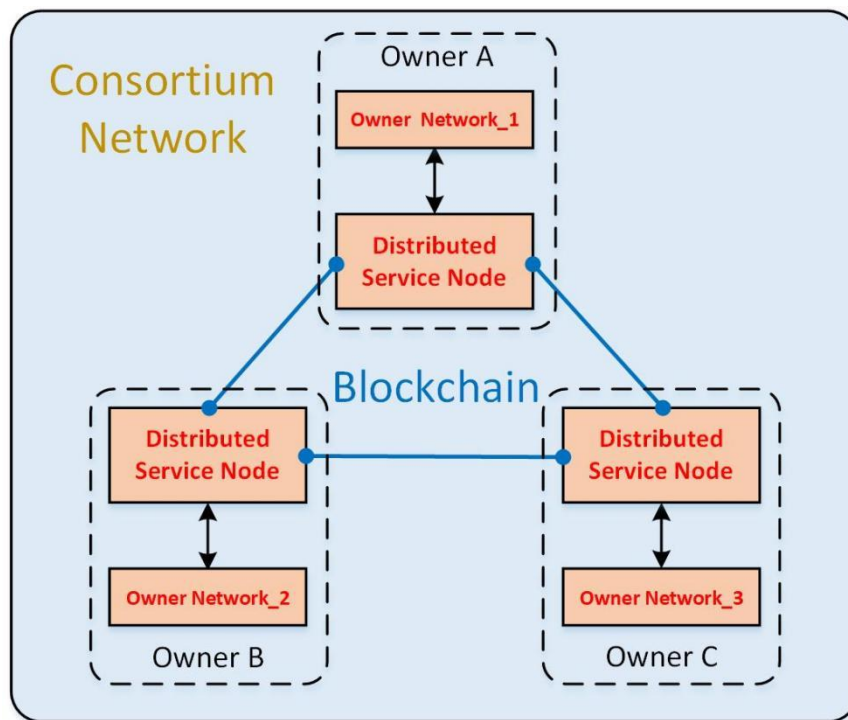 Consortium
Network
Owner A
Owner Network_1
Distributed
Service Node
Blockchain
Distributed
Service Node
Owner Network_2
Owner B
Distributed
Service Node
Owner Network_3
Owner C